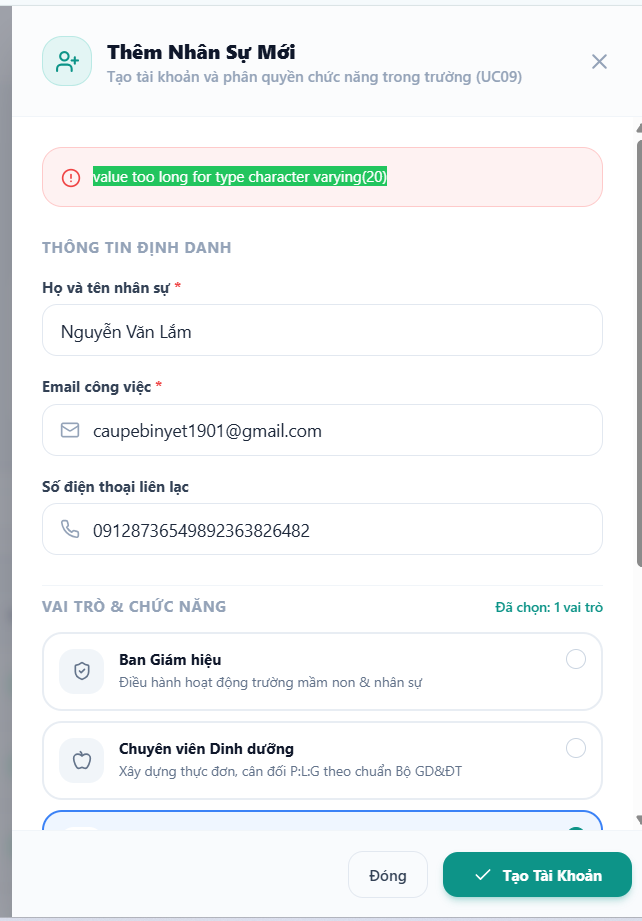 Thêm Nhân Sự Mới
Tạo tài khoản và phân quyền chức năng trong trường (UC09)
value too long for type character varying(20)
THÔNG TIN ĐỊNH DANH
Họ và tên nhân sự *
Nguyễn Văn Lắm
Email công việc *
caupebinyet1901@gmail.com
Số điện thoại liên lạc
09128736549892363826482
VAI TRÒ & CHỨC NĂNG
Đã chọn: 1 vai trò
Ban Giám hiệu
Điều hành hoạt động trường mầm non & nhân sự
Chuyên viên Dinh dưỡng
Xây dựng thực đơn, cân đối P:L:G theo chuẩn Bộ GD&ĐT
Đóng
Tạo Tài Khoản